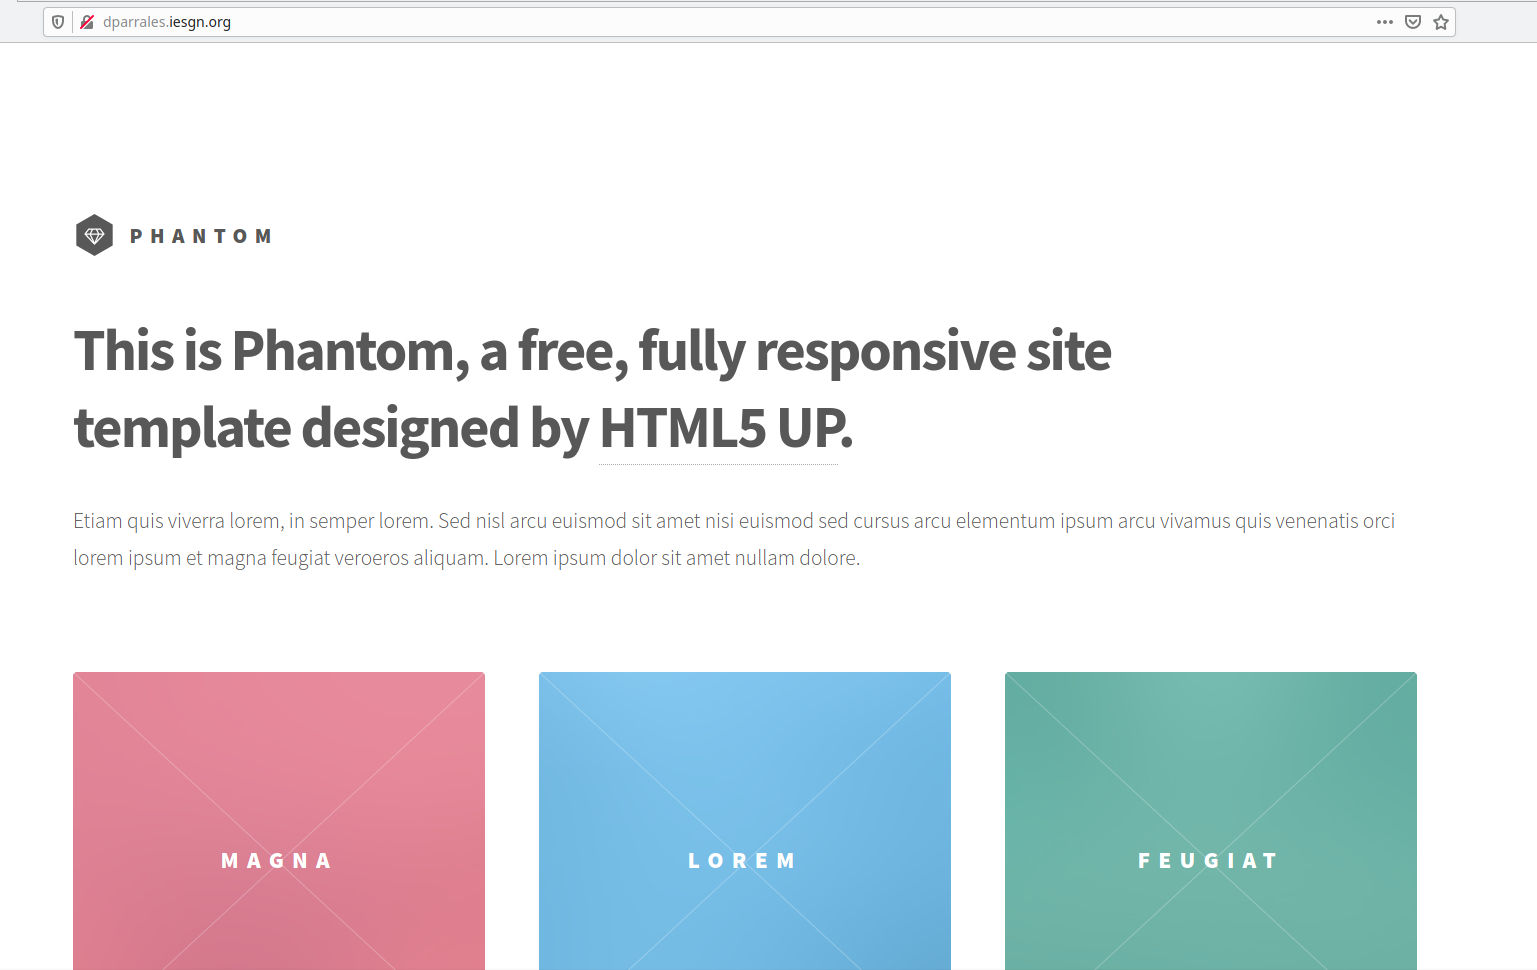 dparrales.iesgn.org
PHANTOM
This is Phantom, a free, fully responsive site
template designed by HTML5 UP.
Etiam quis viverra lorem, in semper lorem. Sed nisl arcu euismod sit amet nisi euismod sed cursus arcu elementum ipsum arcu vivamus quis venenatis orci
lorem ipsum et magna feugiat veroeros aliquam. Lorem ipsum dolor sit amet nullam dolore.
MAGNA
LOREM
FEUGIAT